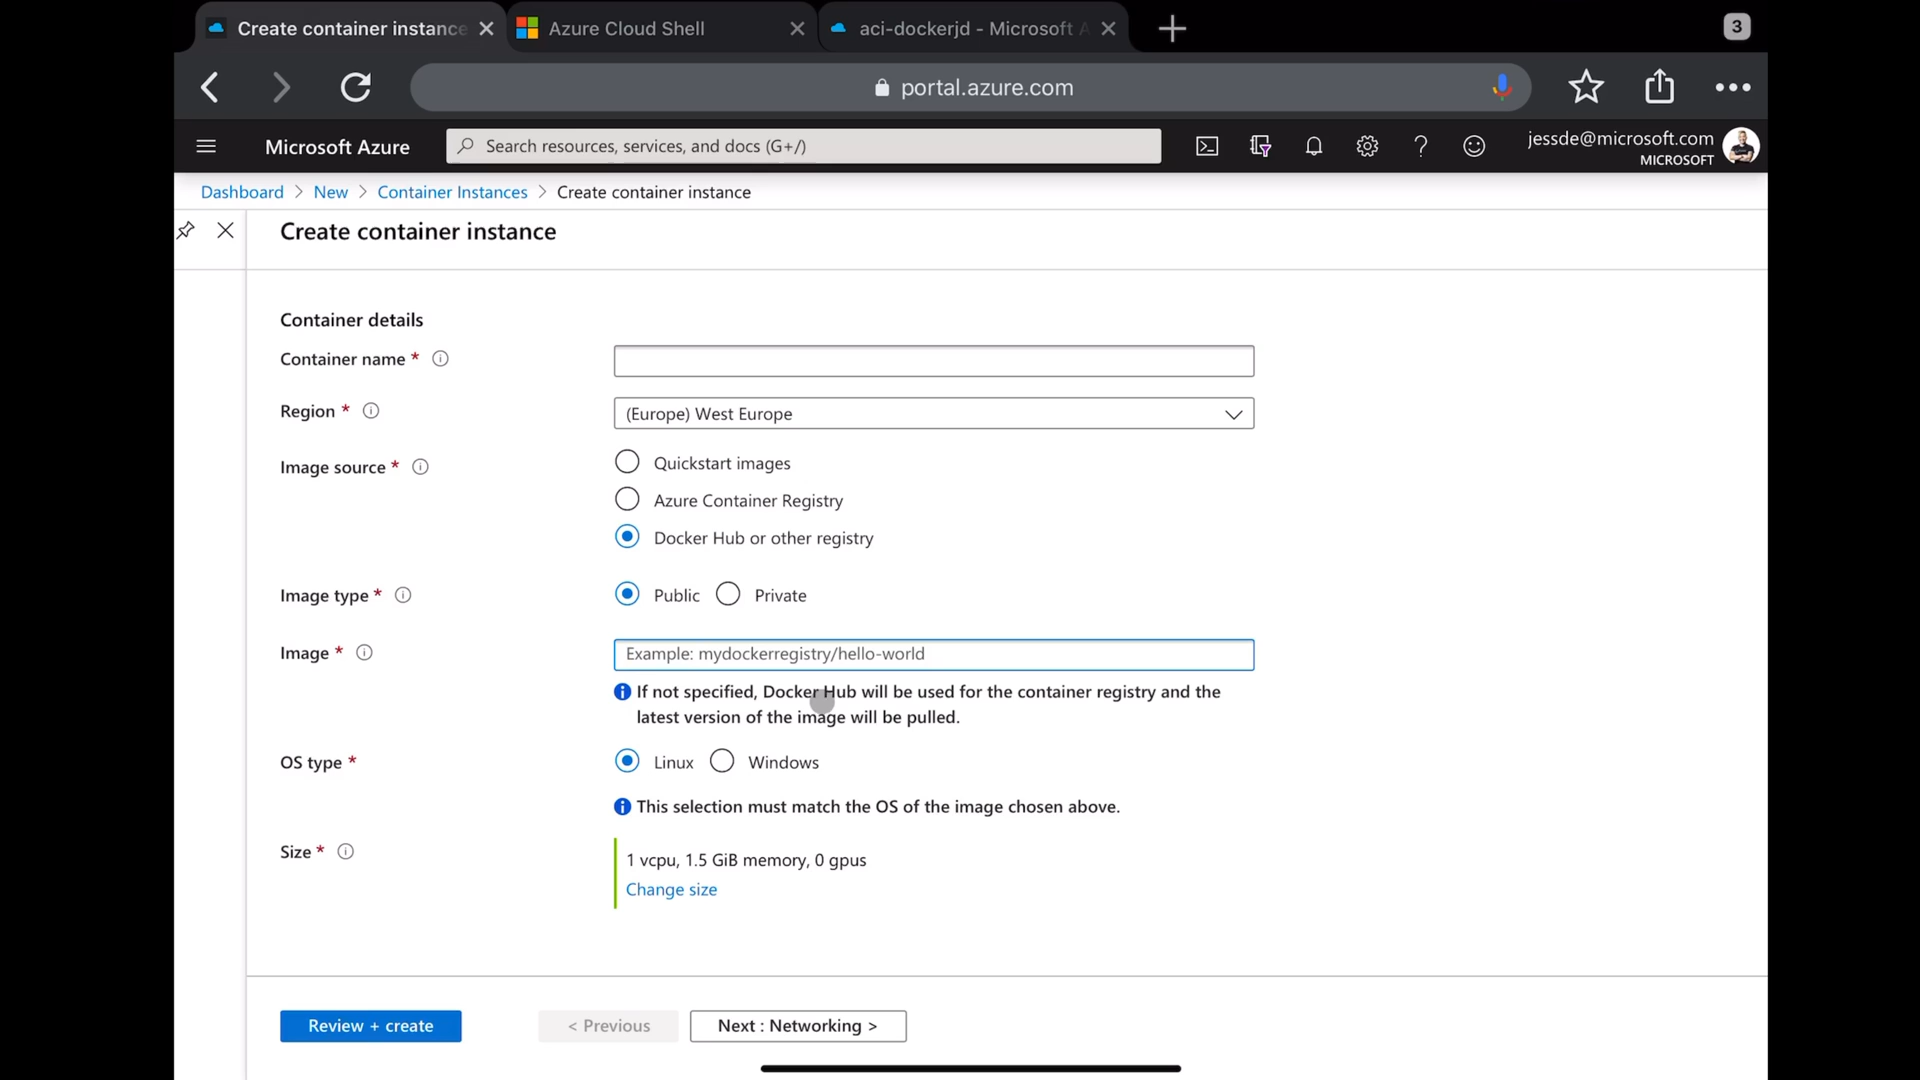 Create container instance
Azure Cloud Shell
aci-dockerjd - Microsoft A
3
portal.azure.com
Microsoft Azure
Search resources, services, and docs (G+/)
jessde@microsoft.com
MICROSOFT
Dashboard > New > Container Instances > Create container instance
Create container instance
Container details
Container name *
Region *
(Europe) West Europe
Image source *
Quickstart images
Azure Container Registry
Docker Hub or other registry
Image type *
Public
Private
Image *
Example: mydockerregistry/hello-world
If not specified, Docker Hub will be used for the container registry and the
latest version of the image will be pulled.
OS type *
Linux
Windows
This selection must match the OS of the image chosen above.
Size *
1 vcpu, 1.5 GiB memory, 0 gpus
Change size
Review + create
< Previous
Next : Networking >